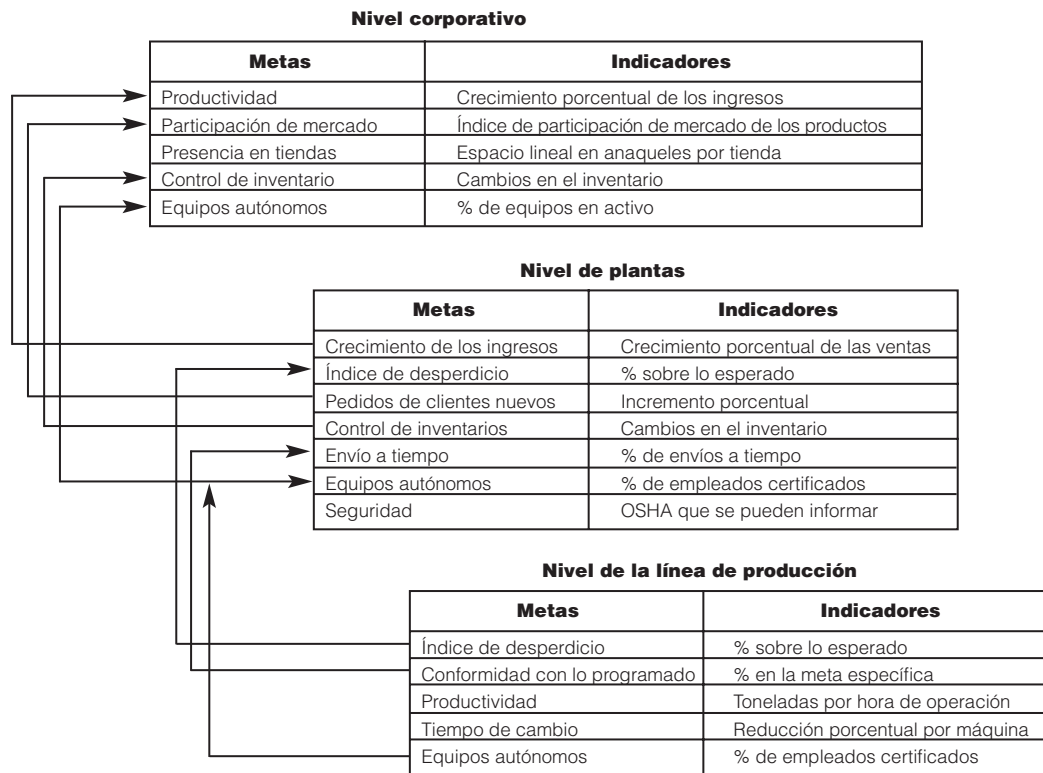 Nivel corporativo
Metas Indicadores
Productividad Crecimiento porcentual de los ingresos
Participación de mercado Índice de participación de mercado de los productos
Presencia en tiendas Espacio lineal en anaqueles por tienda
Control de inventario Cambios en el inventario
Equipos autónomos % de equipos en activo
Nivel de plantas
Metas Indicadores
Crecimiento de los ingresos Crecimiento porcentual de las ventas
Índice de desperdicio % sobre lo esperado
Pedidos de clientes nuevos Incremento porcentual
Control de inventarios Cambios en el inventario
Envío a tiempo % de envíos a tiempo
Equipos autónomos % de empleados certificados
Seguridad OSHA que se pueden informar
Nivel de la línea de producción
Metas Indicadores
Índice de desperdicio % sobre lo esperado
Conformidad con lo programado % en la meta específica
Productividad Toneladas por hora de operación
Tiempo de cambio Reducción porcentual por máquina
Equipos autónomos % de empleados certificados